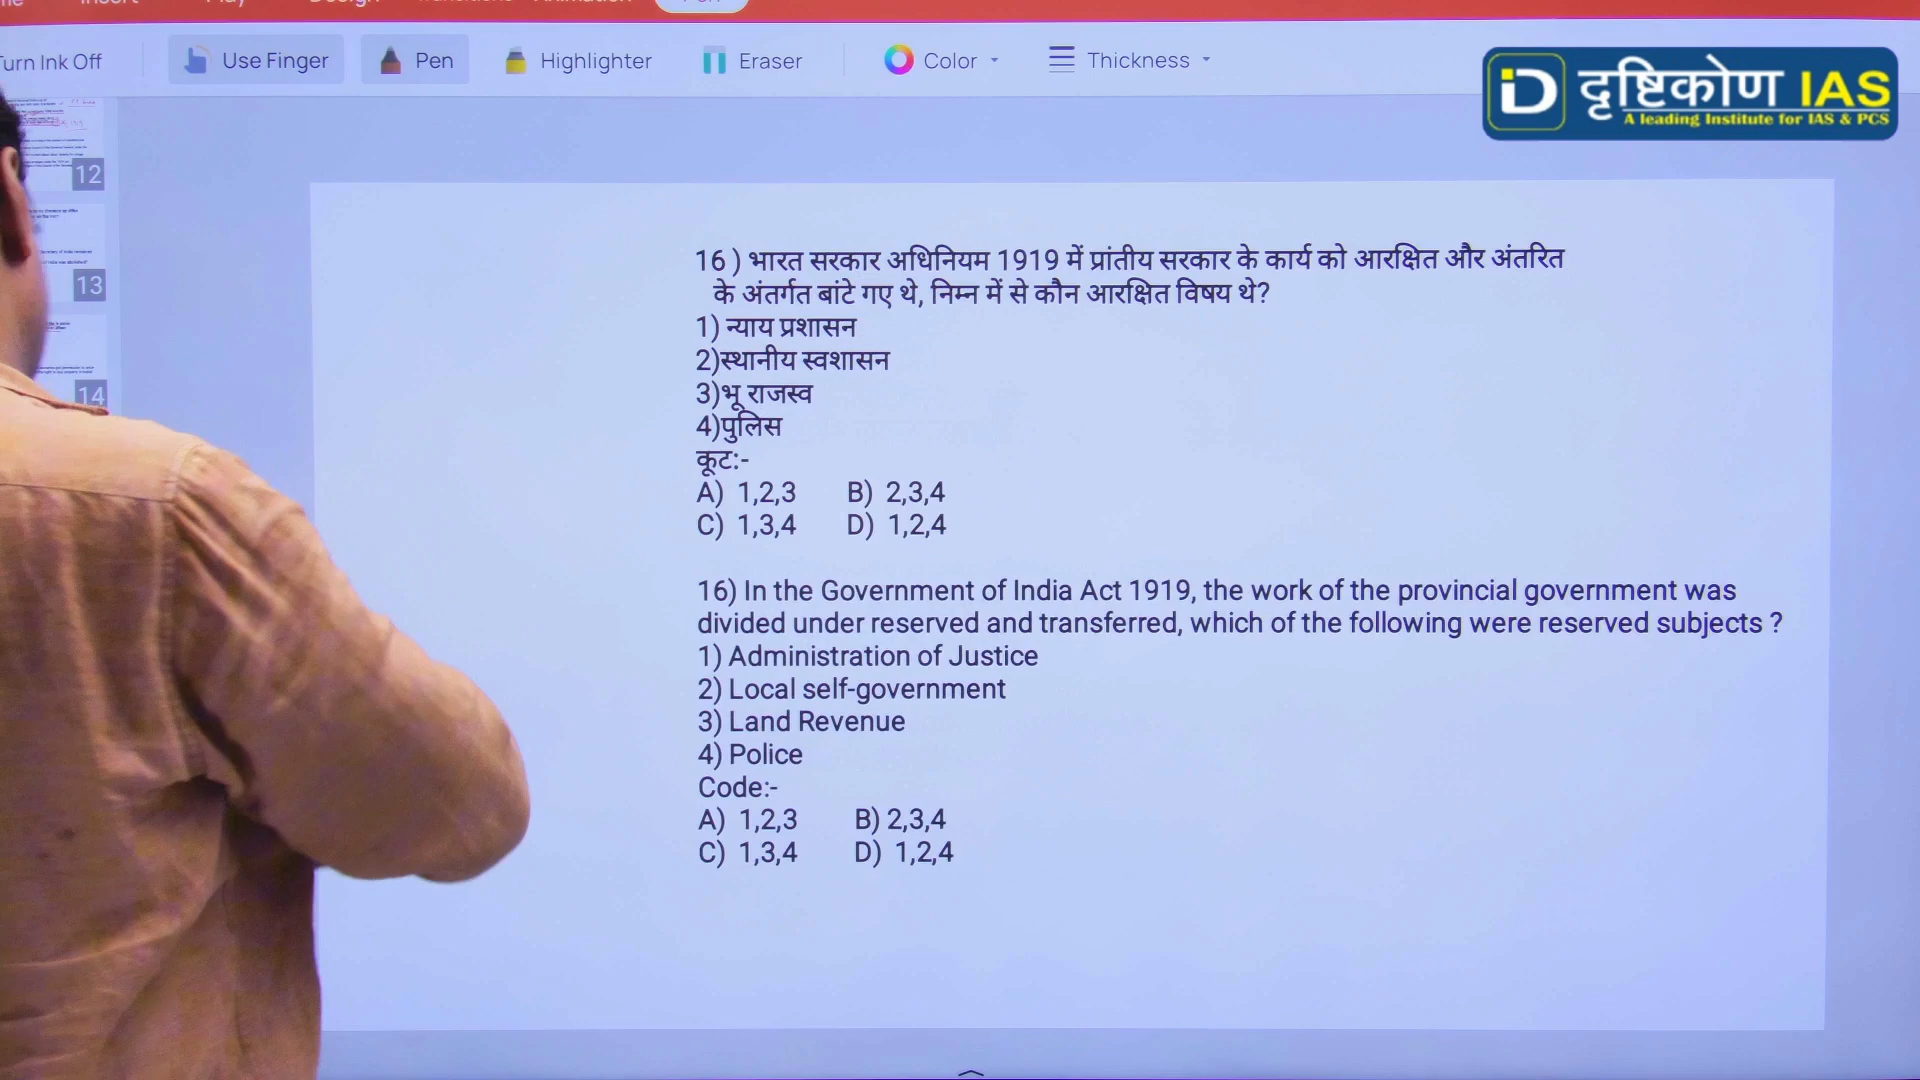 Turn Ink Off Use Finger Pen Highlighter Eraser Color Thickness
दृष्टिकोण IAS
A leading Institute for IAS & PCS
12
13
14
16 ) भारत सरकार अधिनियम 1919 में प्रांतीय सरकार के कार्य को आरक्षित और अंतरित
के अंतर्गत बांटे गए थे, निम्न में से कौन आरक्षित विषय थे?
1) न्याय प्रशासन
2)स्थानीय स्वशासन
3)भू राजस्व
4)पुलिस
कूट:-
A) 1,2,3 B) 2,3,4
C) 1,3,4 D) 1,2,4
16) In the Government of India Act 1919, the work of the provincial government was
divided under reserved and transferred, which of the following were reserved subjects ?
1) Administration of Justice
2) Local self-government
3) Land Revenue
4) Police
Code:-
A) 1,2,3 B) 2,3,4
C) 1,3,4 D) 1,2,4